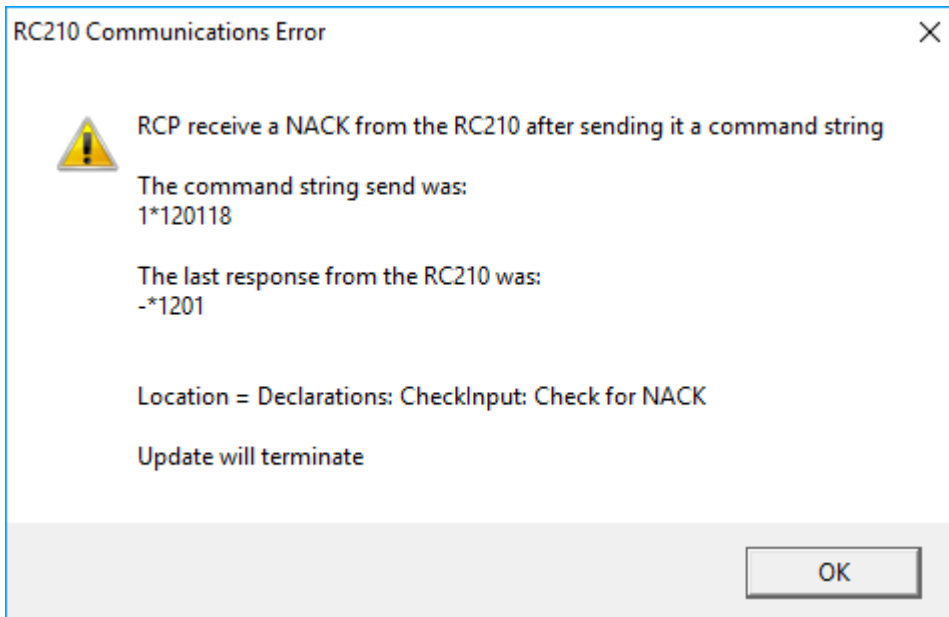 RC210 Communications Error
RCP receive a NACK from the RC210 after sending it a command string
The command string send was:
1*120118
The last response from the RC210 was:
-*1201
Location = Declarations: CheckInput: Check for NACK
Update will terminate
OK